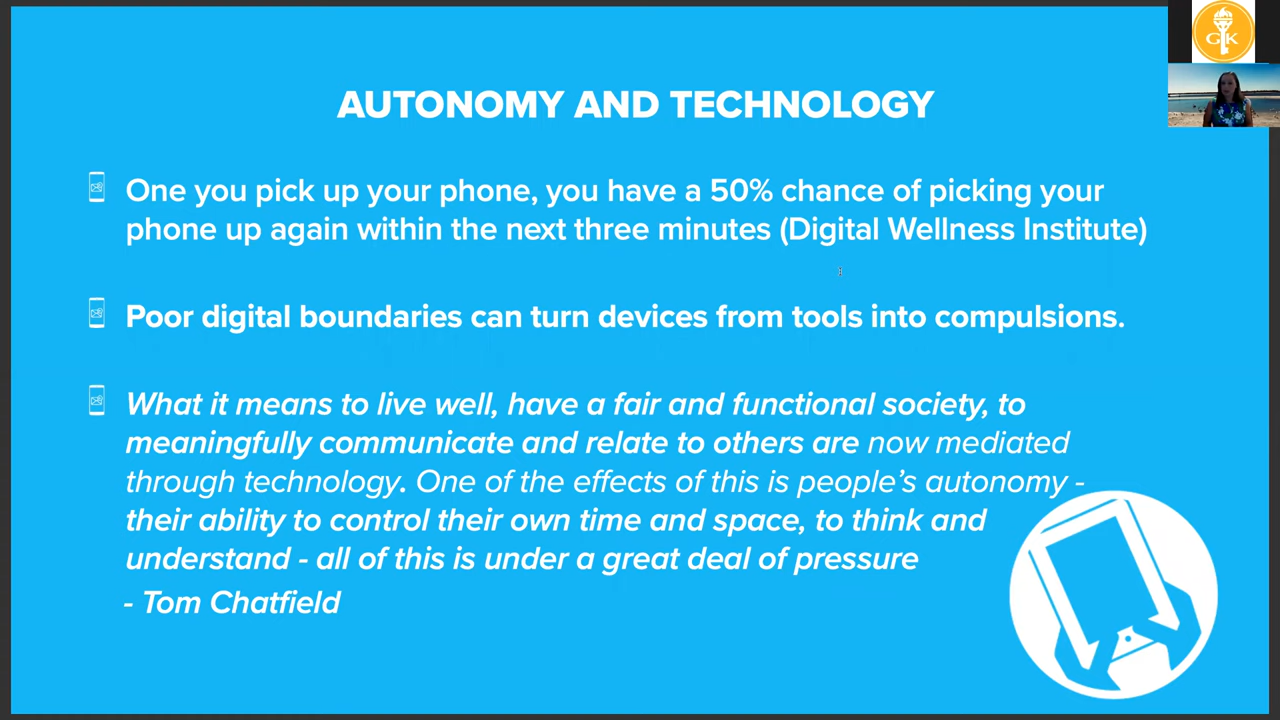 GK
AUTONOMY AND TECHNOLOGY
One you pick up your phone, you have a 50% chance of picking your
phone up again within the next three minutes (Digital Wellness Institute)
Poor digital boundaries can turn devices from tools into compulsions.
What it means to live well, have a fair and functional society, to
meaningfully communicate and relate to others are now mediated
through technology. One of the effects of this is people's autonomy -
their ability to control their own time and space, to think and
understand - all of this is under a great deal of pressure
- Tom Chatfield